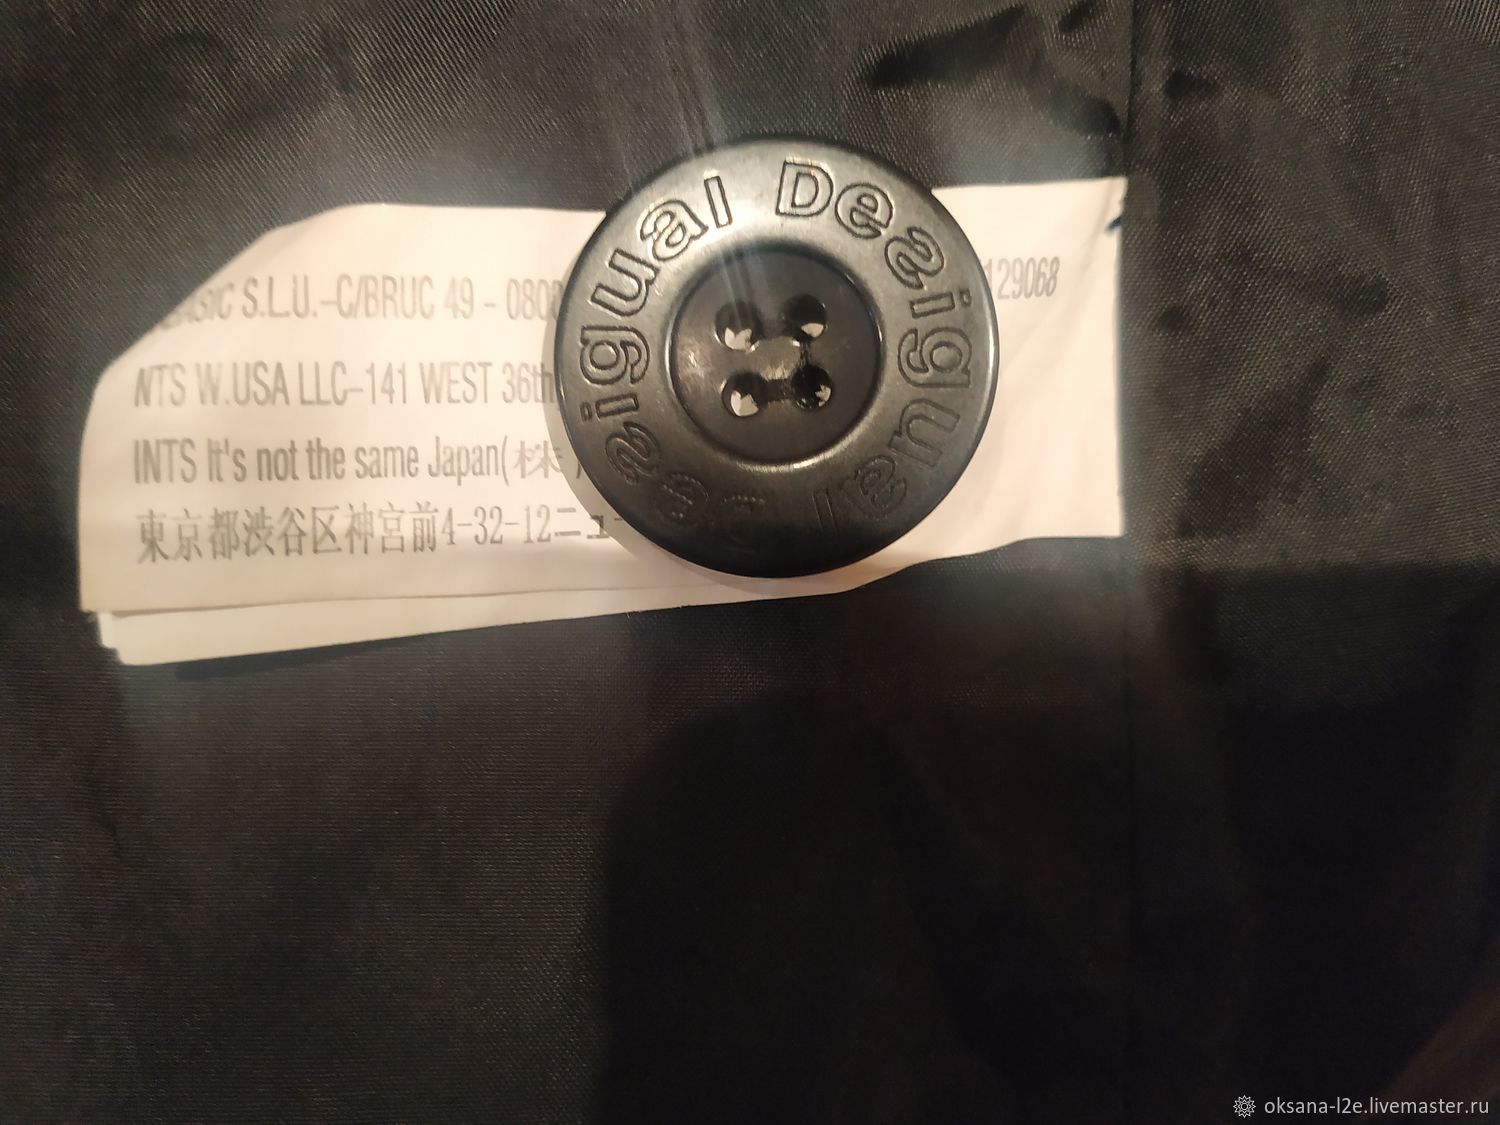 S.L.U.-C/BRUC 49 - 080
129068
NTS W.USA LLC-141 WEST 36th
INTS It's not the same Japan(株)
東京都渋谷区神宮前4-32-12ニュー
Desigual Desigual Desigual
oksana-l2e.livemaster.ru